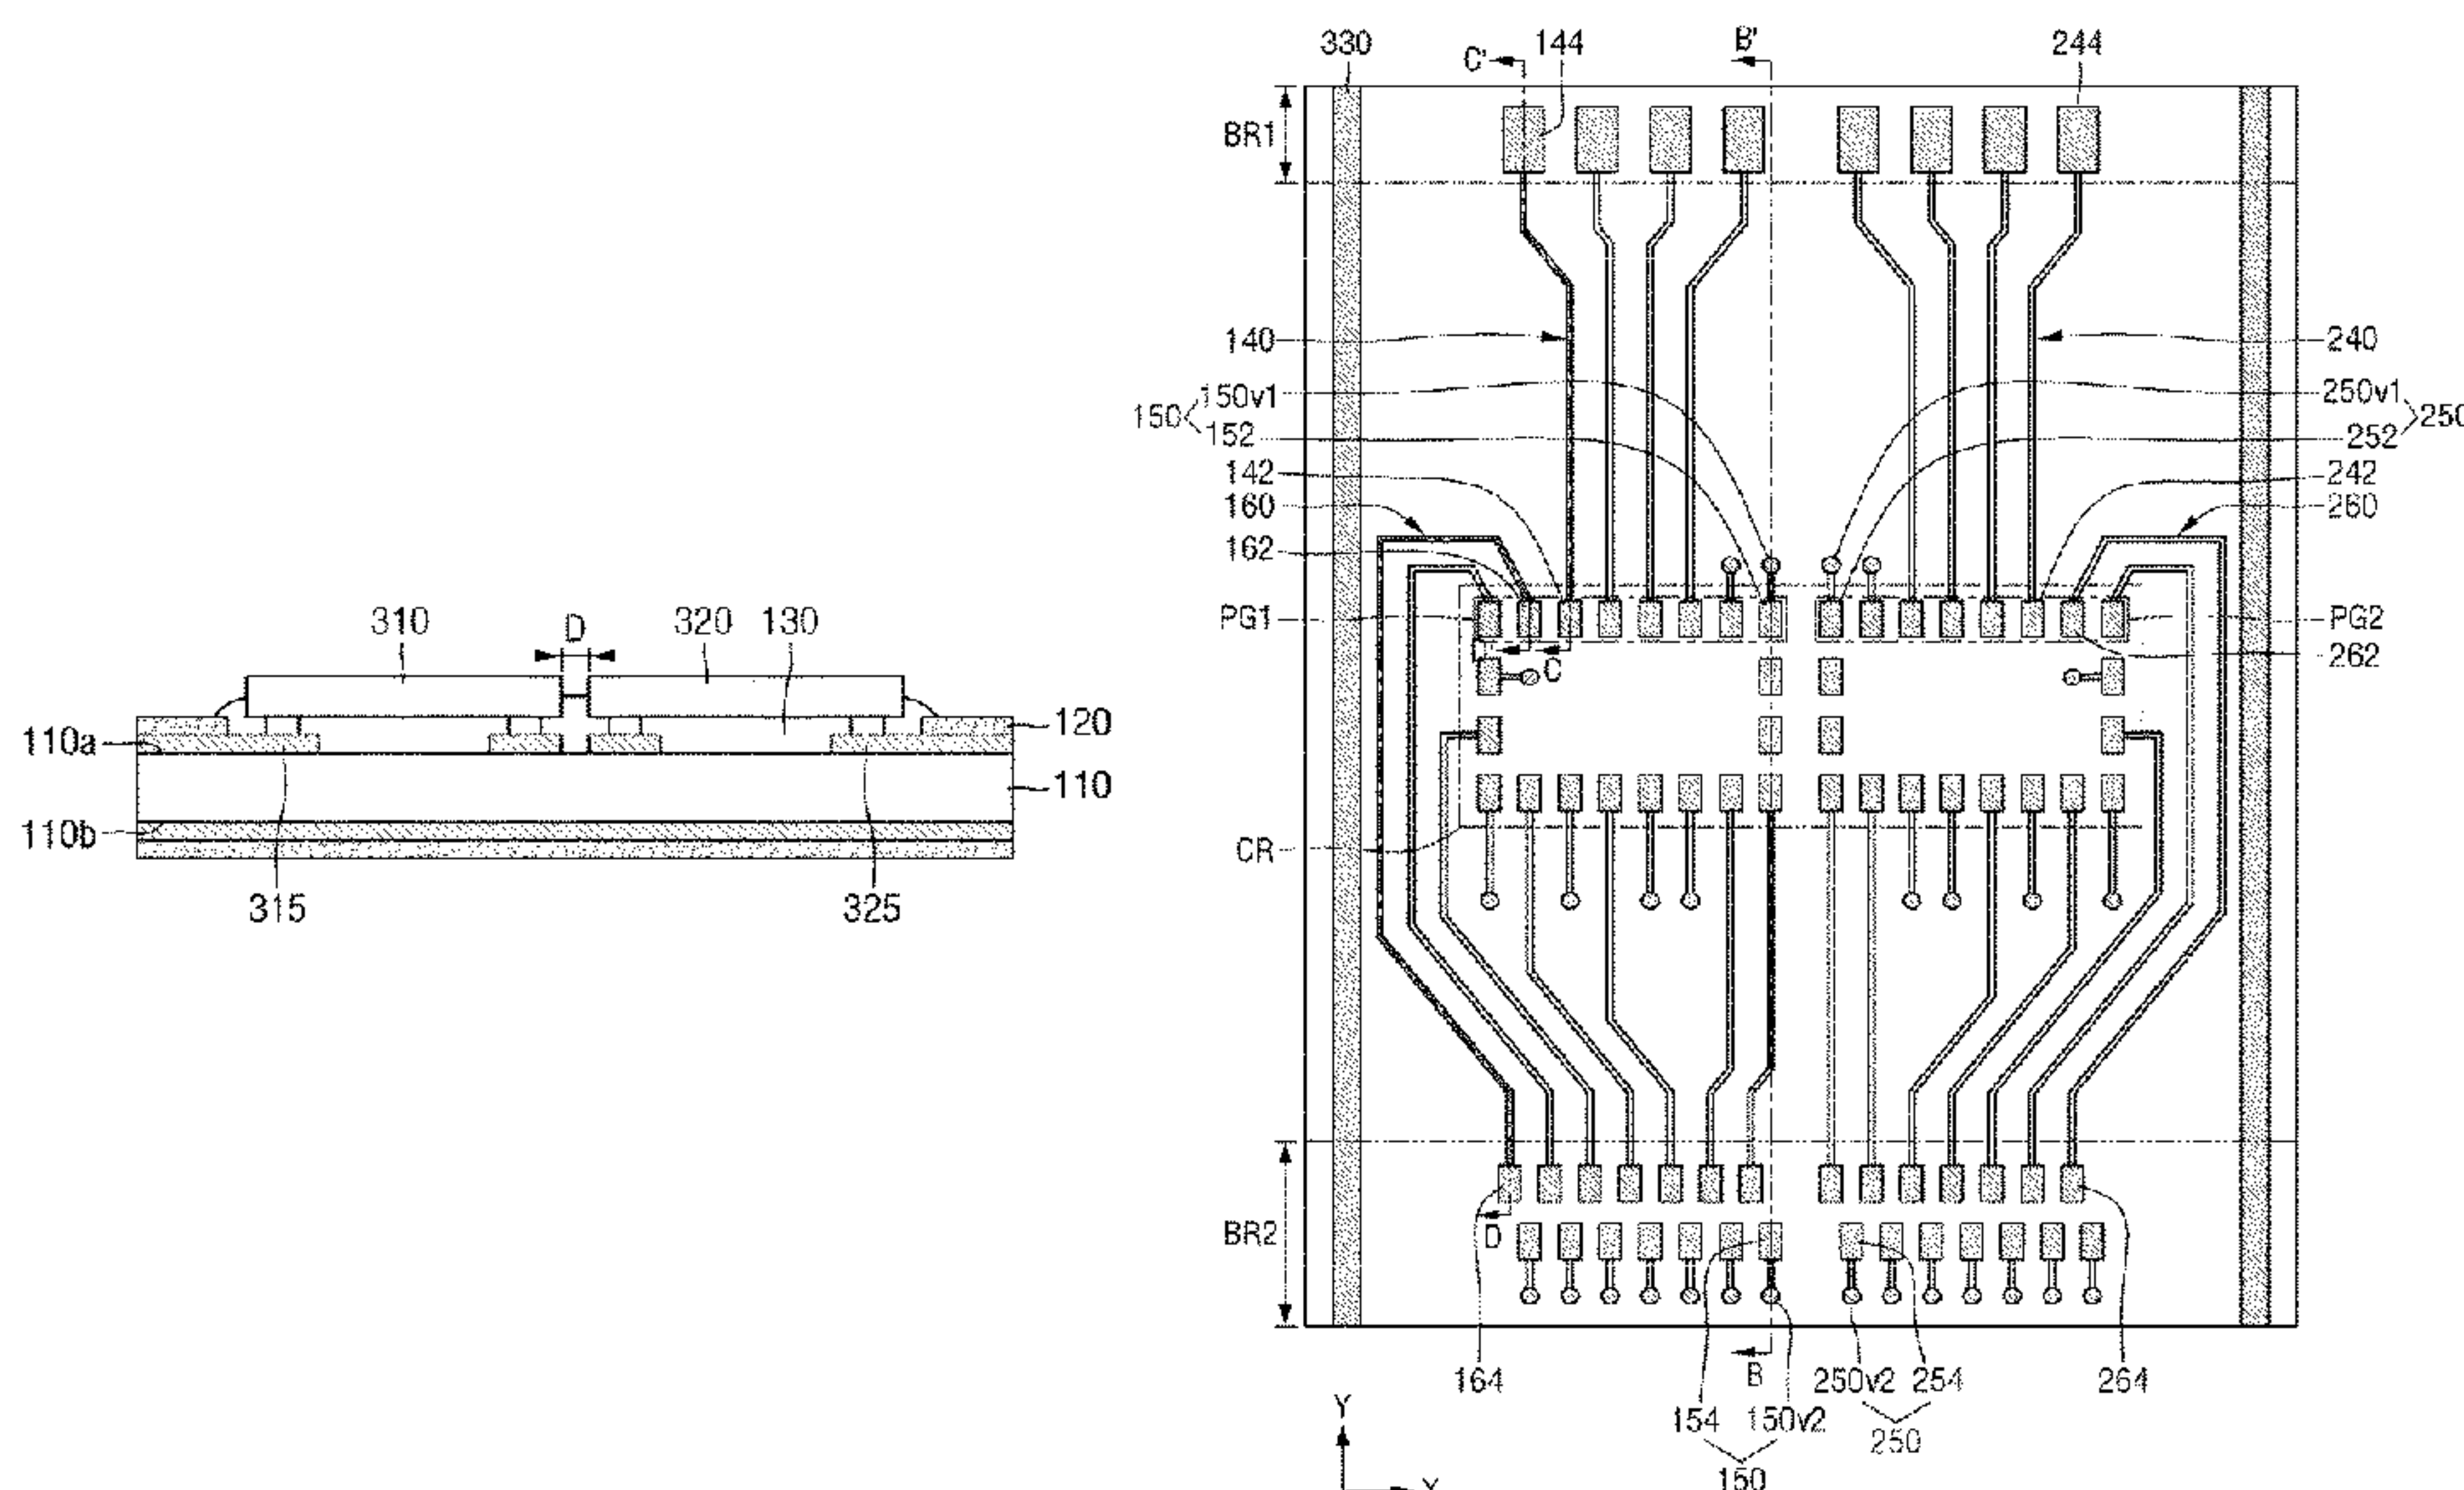 310 D 320 130
110a
120
110
110b
315 325
330 C' 144 B' 244
BR1
140 240
150v1 250v1
150 250
152 252
142 242
160 260
162
PG1 PG2
C 262
CR
BR2
D
164 B 250v2 254 264
154 150v2
250
150
Y
X